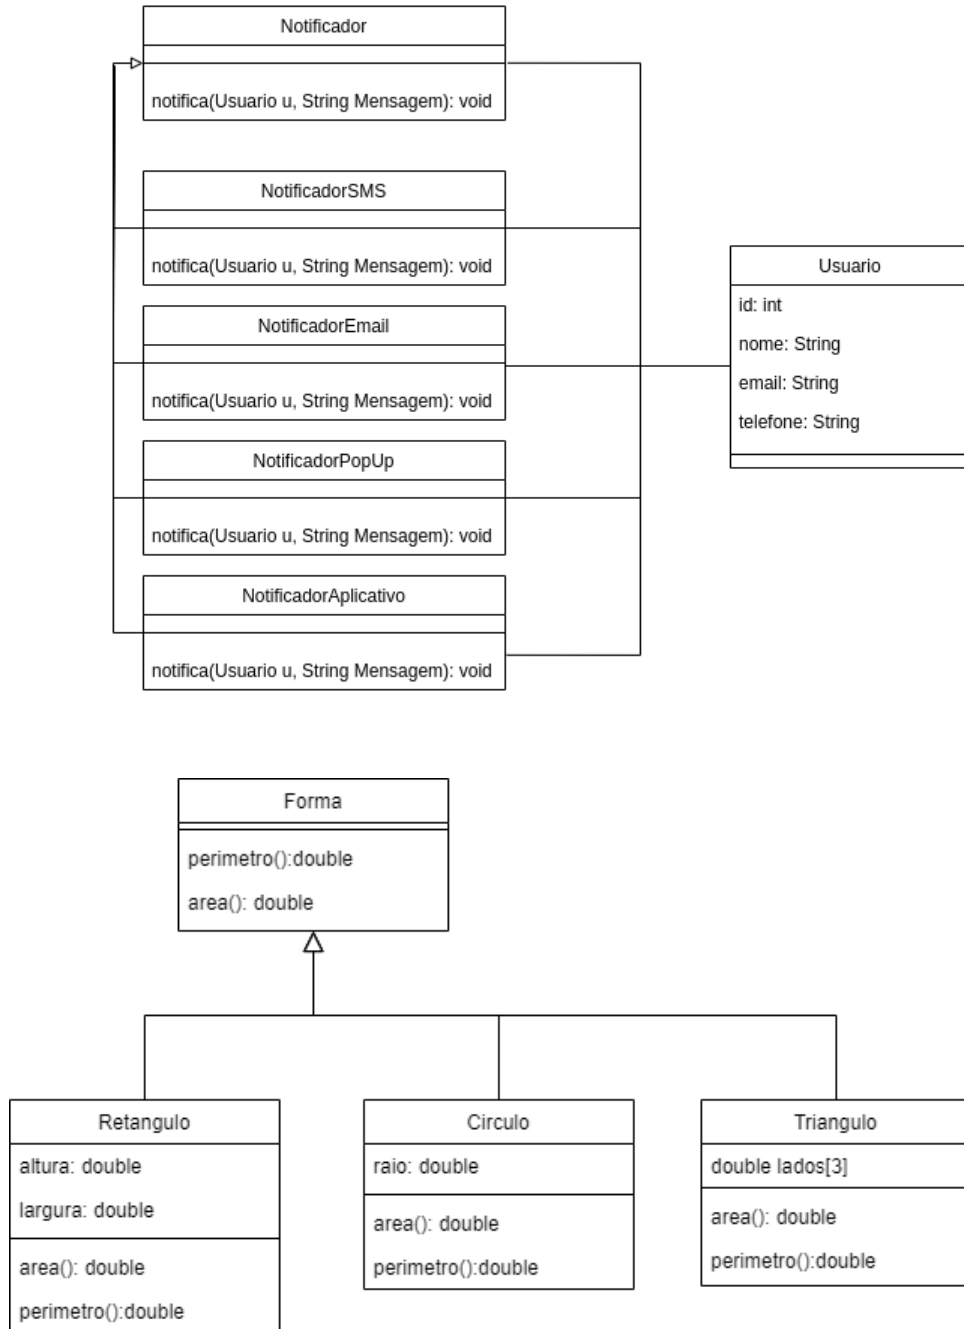 Notificador
notifica(Usuario u, String Mensagem): void
NotificadorSMS
notifica(Usuario u, String Mensagem): void
NotificadorEmail
notifica(Usuario u, String Mensagem): void
NotificadorPopUp
notifica(Usuario u, String Mensagem): void
NotificadorAplicativo
notifica(Usuario u, String Mensagem): void
Usuario
id: int
nome: String
email: String
telefone: String
Forma
perimetro():double
area(): double
Retangulo
altura: double
largura: double
area(): double
perimetro():double
Circulo
raio: double
area(): double
perimetro():double
Triangulo
double lados[3]
area(): double
perimetro():double